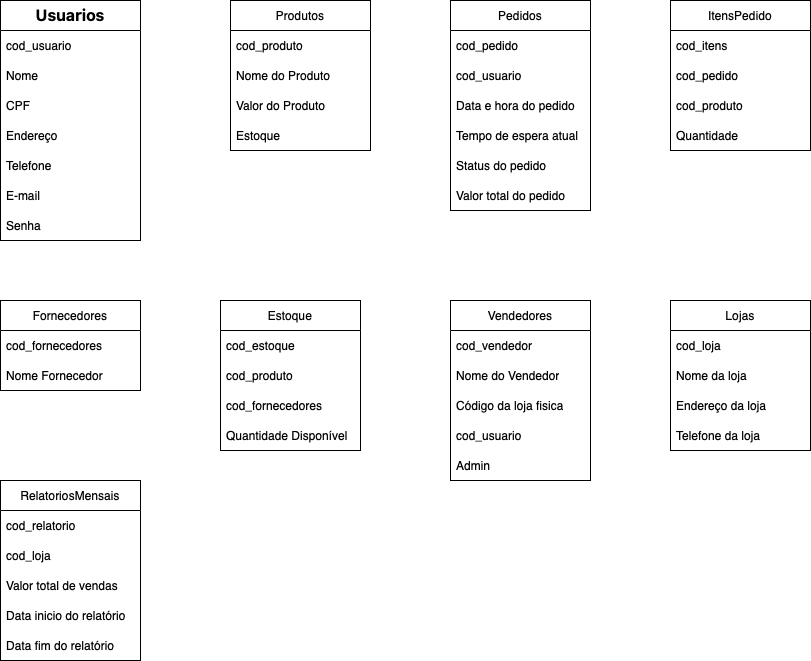 Usuarios
cod_usuario
Nome
CPF
Endereço
Telefone
E-mail
Senha
Produtos
cod_produto
Nome do Produto
Valor do Produto
Estoque
Pedidos
cod_pedido
cod_usuario
Data e hora do pedido
Tempo de espera atual
Status do pedido
Valor total do pedido
ItensPedido
cod_itens
cod_pedido
cod_produto
Quantidade
Fornecedores
cod_fornecedores
Nome Fornecedor
Estoque
cod_estoque
cod_produto
cod_fornecedores
Quantidade Disponível
Vendedores
cod_vendedor
Nome do Vendedor
Código da loja fisica
cod_usuario
Admin
Lojas
cod_loja
Nome da loja
Endereço da loja
Telefone da loja
RelatoriosMensais
cod_relatorio
cod_loja
Valor total de vendas
Data inicio do relatório
Data fim do relatório